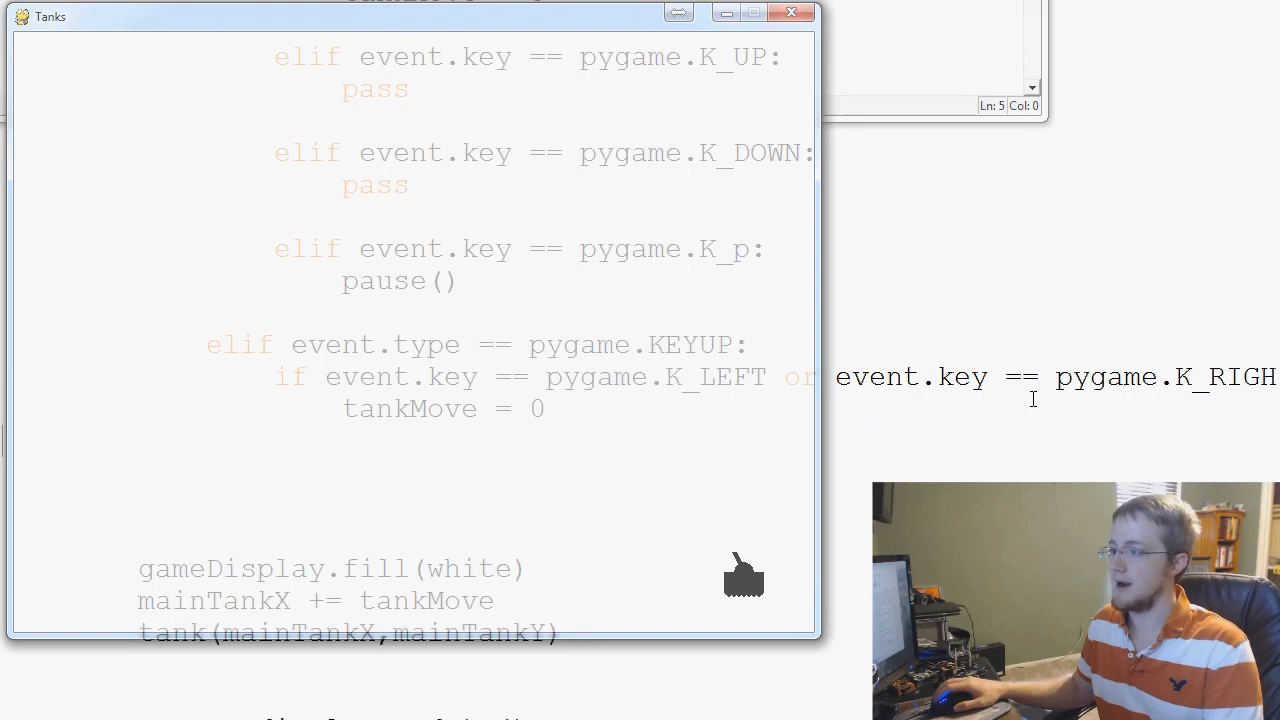 Tanks
elif event.key == pygame.K_UP:
pass
Ln: 5 Col: 0
elif event.key == pygame.K_DOWN:
pass
elif event.key == pygame.K_p:
pause()
elif event.type == pygame.KEYUP:
if event.key == pygame.K_LEFT or event.key == pygame.K_RIGH
tankMove = 0
gameDisplay.fill(white)
mainTankX += tankMove
tank(mainTankX,mainTankY)